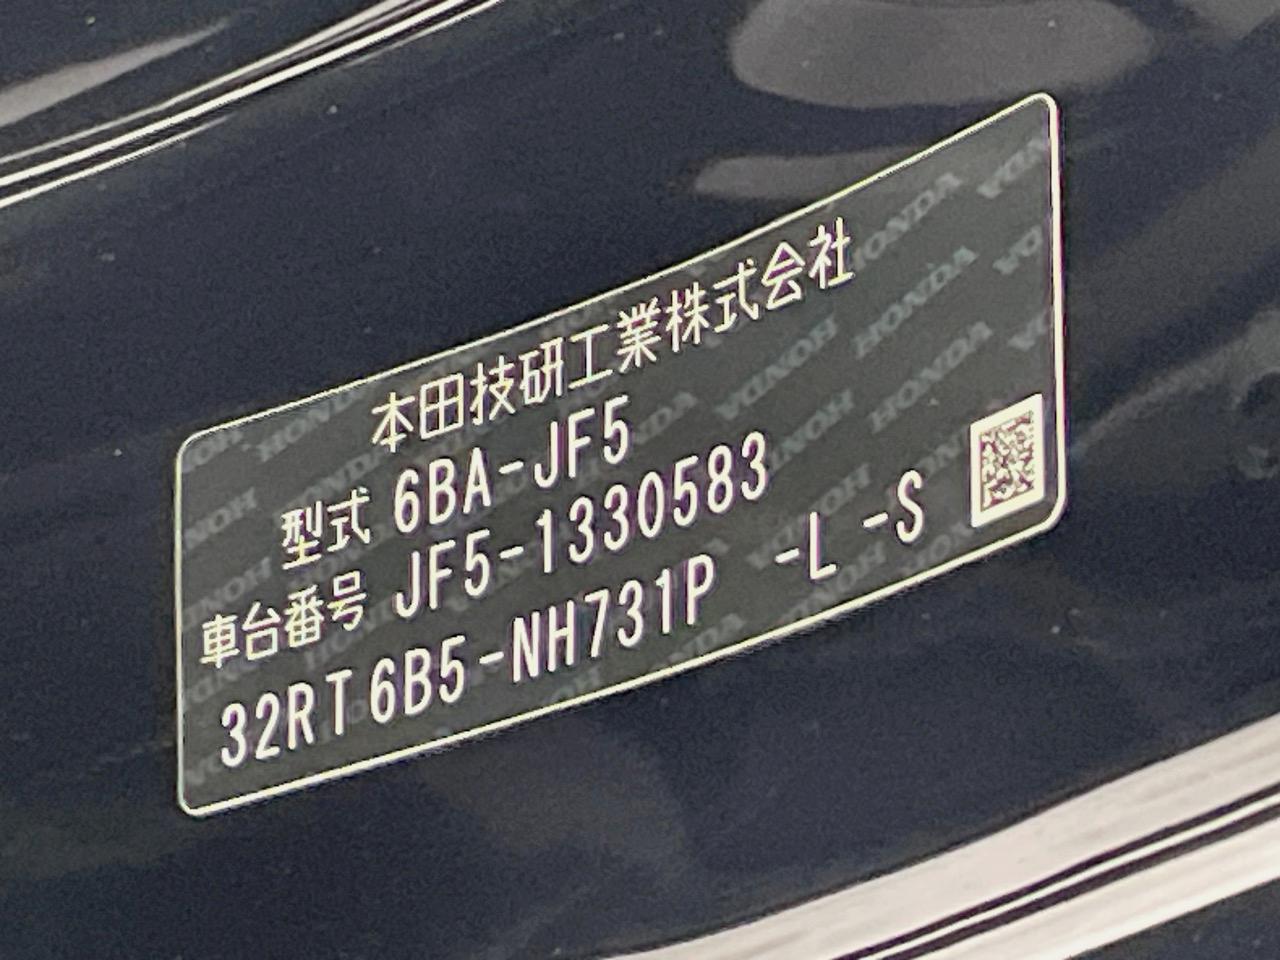 本田技研工業株式会社
型式 6BA-JF5
車台番号 JF5-1330583
32RT6B5-NH731P -L -S